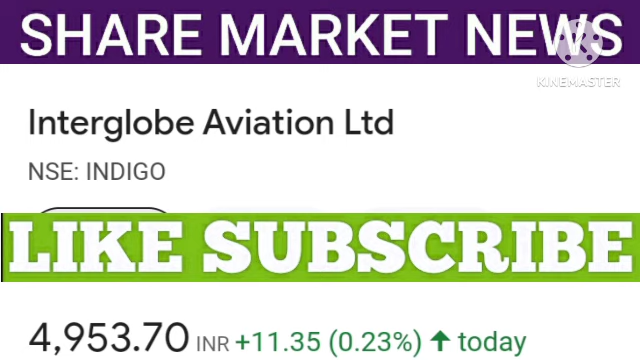 SHARE MARKET NEWS
KINEMASTER
Interglobe Aviation Ltd
NSE: INDIGO
LIKE SUBSCRIBE
4,953.70 INR +11.35 (0.23%) ↑ today